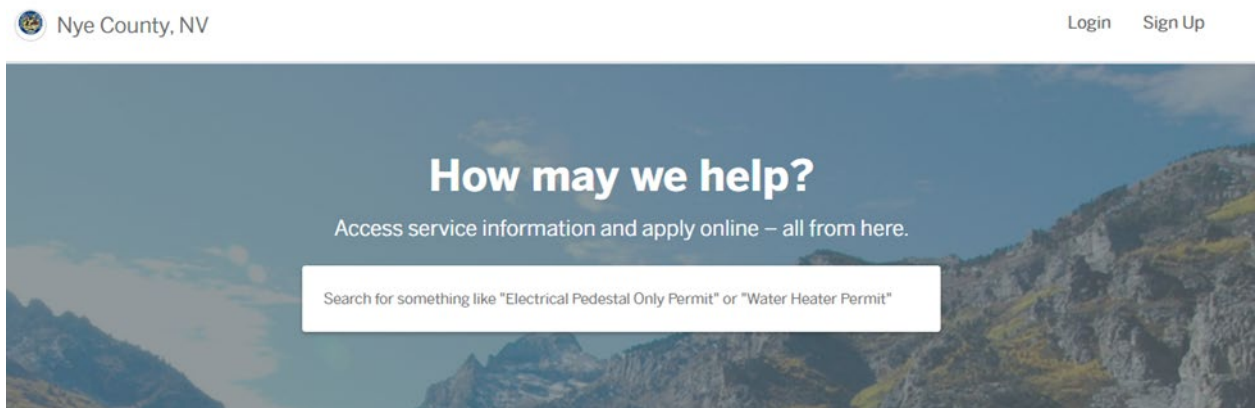 Nye County, NV
Login Sign Up
How may we help?
Access service information and apply online – all from here.
Search for something like "Electrical Pedestal Only Permit" or "Water Heater Permit"